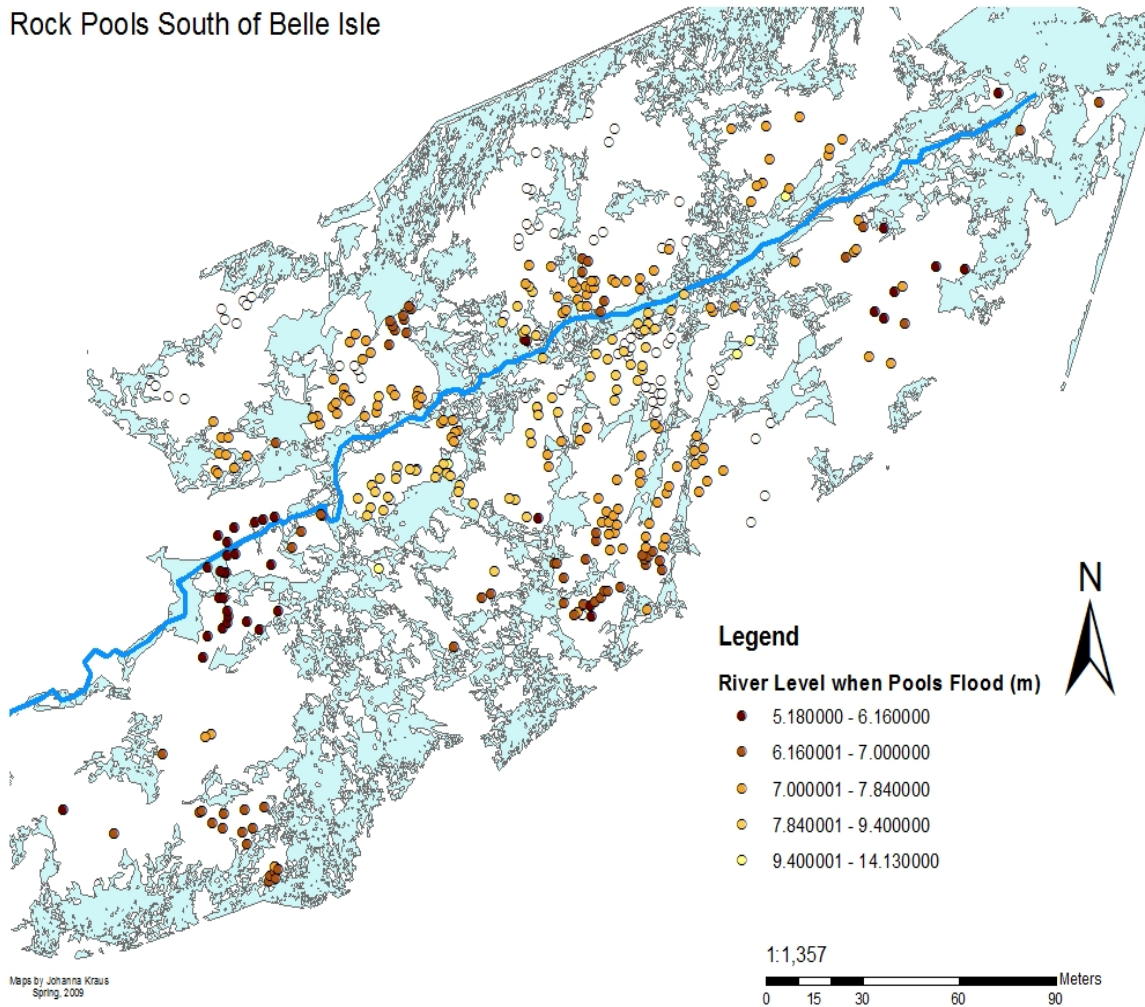 Rock Pools South of Belle Isle
N
Legend
River Level when Pools Flood (m)
5.180000 - 6.160000
6.160001 - 7.000000
7.000001 - 7.840000
7.840001 - 9.400000
9.400001 - 14.130000
1:1,357
Meters
0 15 30 60 90
Maps by Johanna Kraus
Spring, 2009